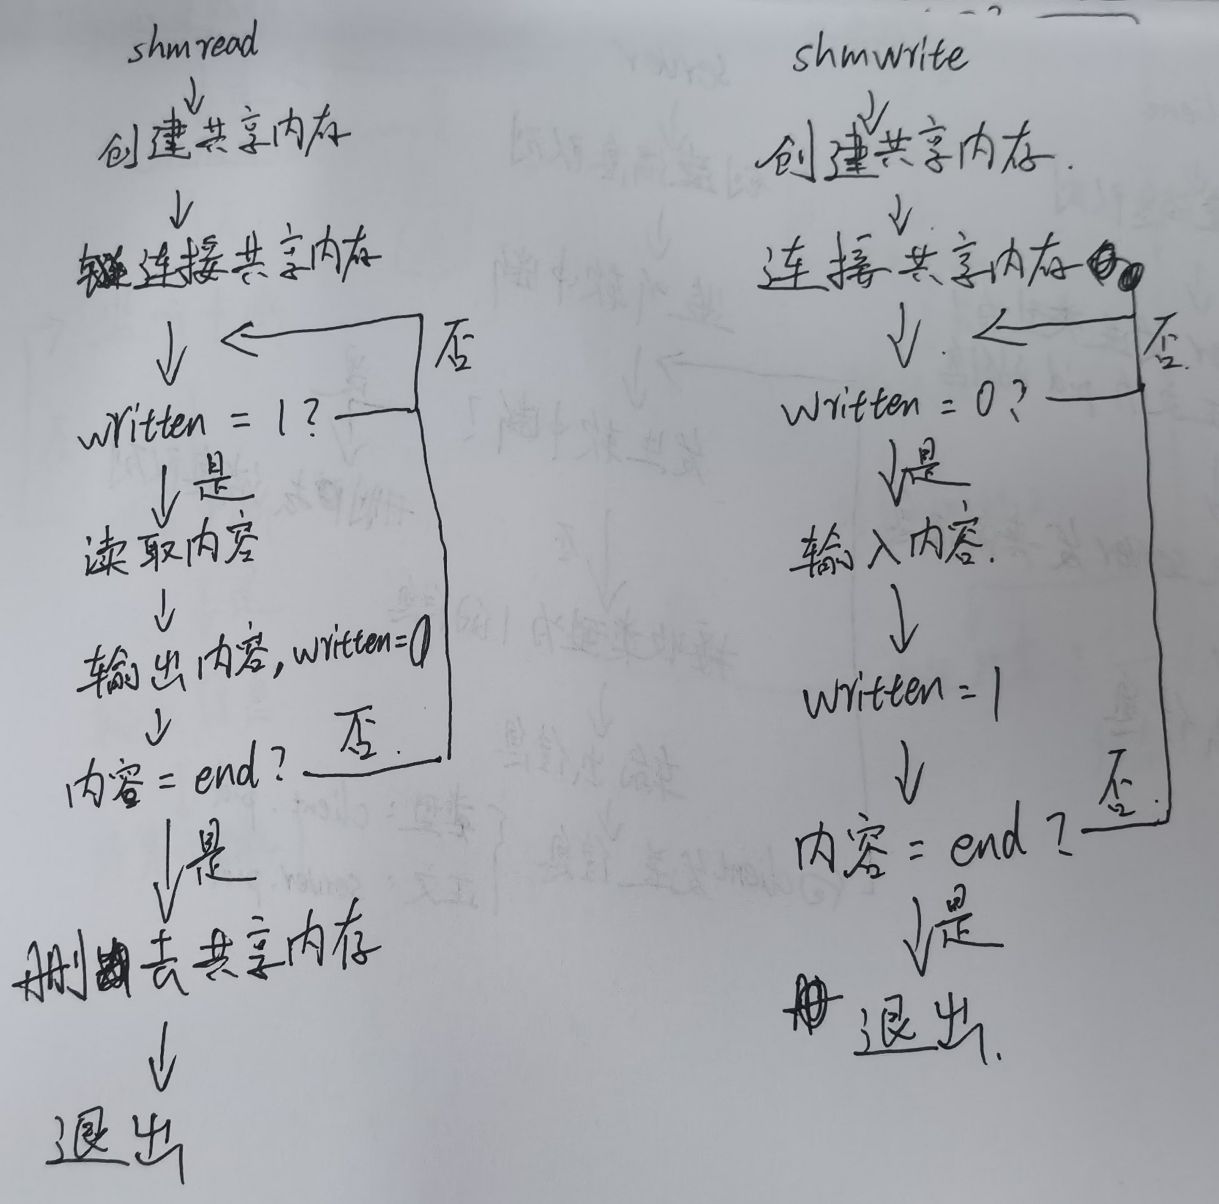 shmread
创建共享内存
连接共享内存
否
written = 1?
是
读取内容
输出内容, written=0
否.
内容 = end?
是
删去共享内存
退出
shmwrite
创建共享内存.
连接共享内存
否.
written = 0?
是
输入内容.
written = 1
否.
内容 = end?
是
退出.